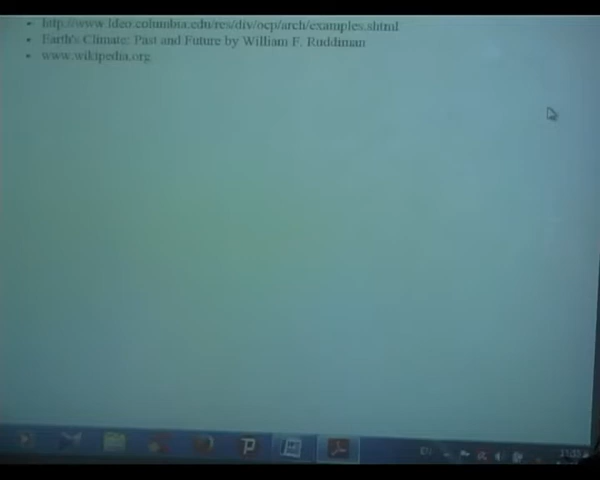 • http://www.ldeo.columbia.edu/res/div/ocp/arch/examples.shtml
• Earth's Climate: Past and Future by William F. Ruddiman
• www.wikipedia.org